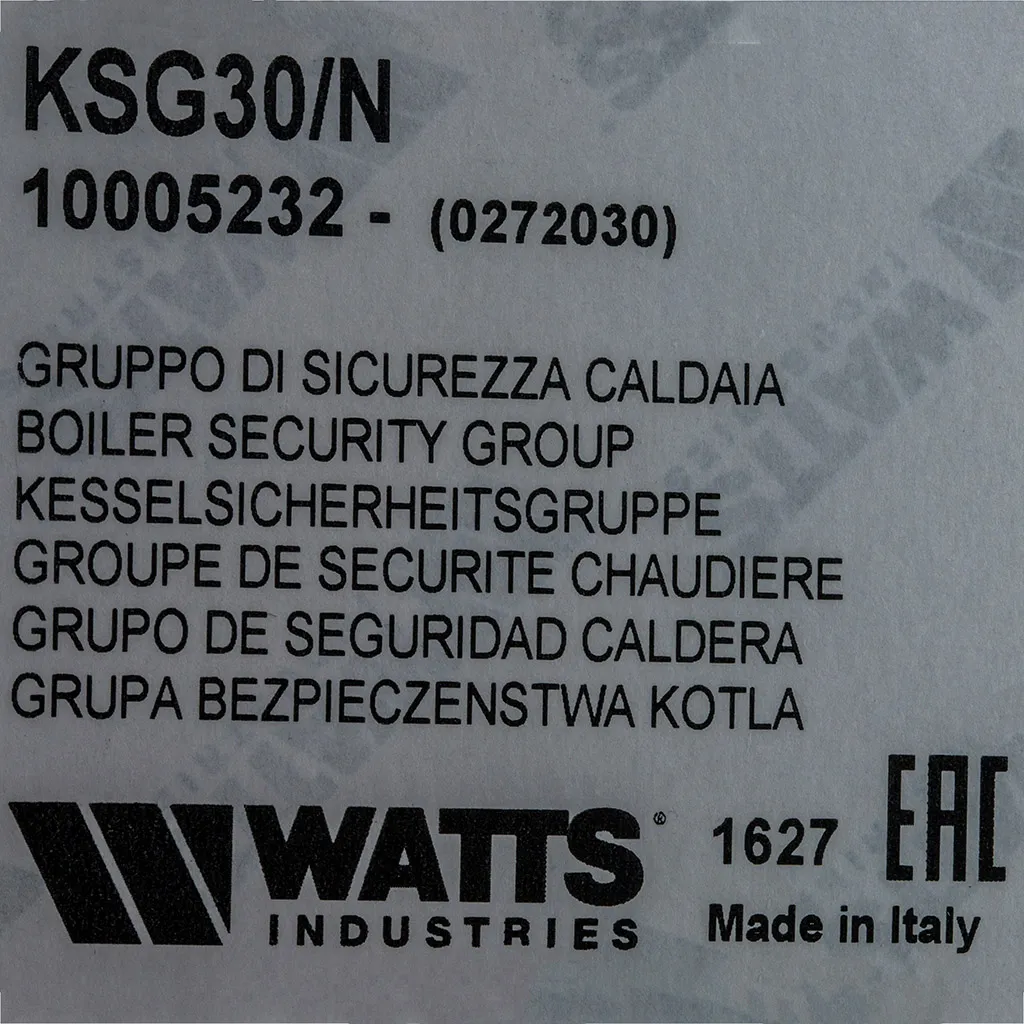 KSG30/N
10005232 - (0272030)
GRUPPO DI SICUREZZA CALDAIA
BOILER SECURITY GROUP
KESSELSICHERHEITSGRUPPE
GROUPE DE SECURITE CHAUDIERE
GRUPO DE SEGURIDAD CALDERA
GRUPA BEZPIECZENSTWA KOTLA
WATTS®
INDUSTRIES
1627 EAC
Made in Italy